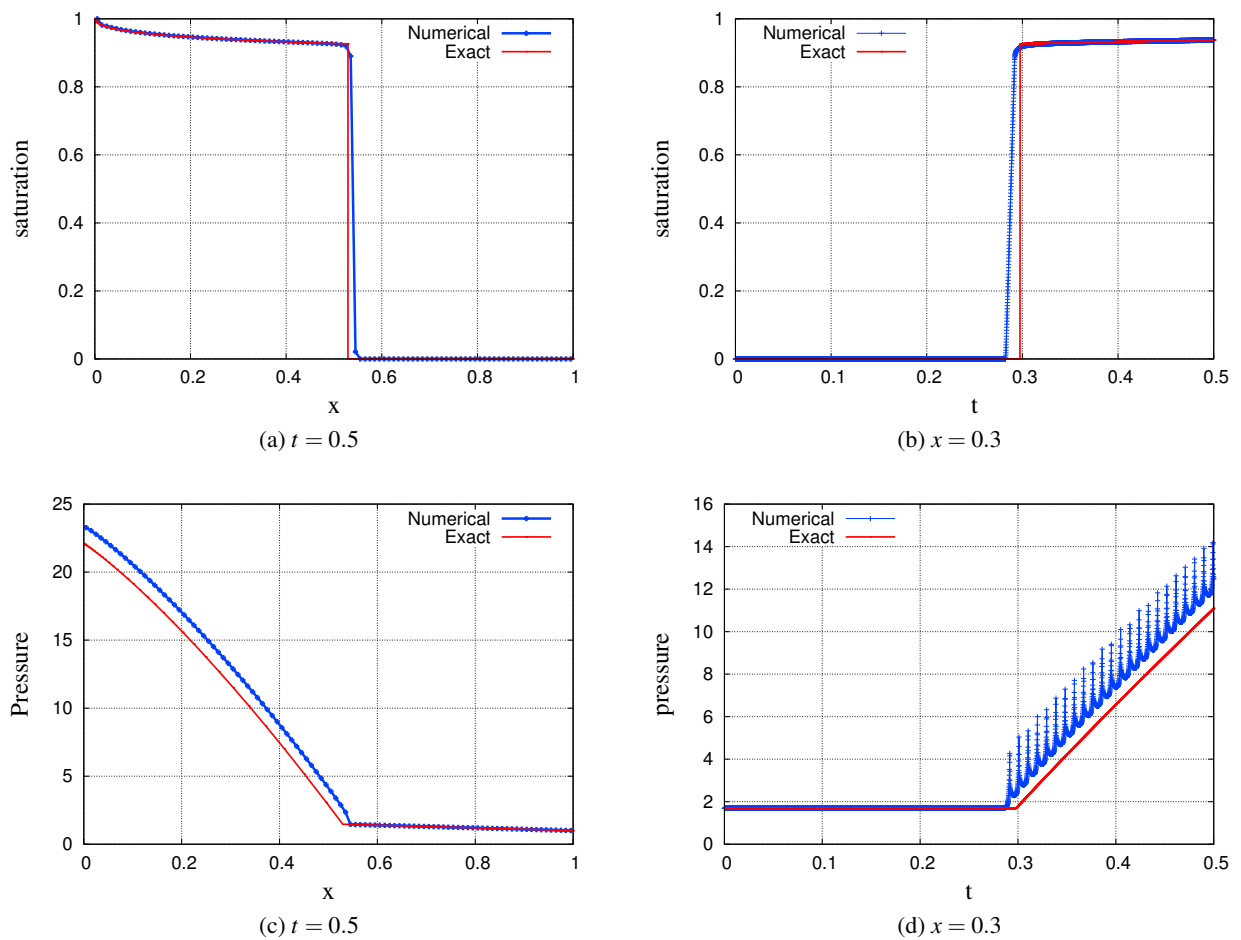 1
0.8
0.6
0.4
0.2
0
0 0.2 0.4 0.6 0.8 1
saturation
x
Numerical
Exact
(a) t = 0.5
1
0.8
0.6
0.4
0.2
0
0 0.1 0.2 0.3 0.4 0.5
saturation
t
Numerical
Exact
(b) x = 0.3
25
20
15
10
5
0
0 0.2 0.4 0.6 0.8 1
Pressure
x
Numerical
Exact
(c) t = 0.5
16
14
12
10
8
6
4
2
0
0 0.1 0.2 0.3 0.4 0.5
pressure
t
Numerical
Exact
(d) x = 0.3